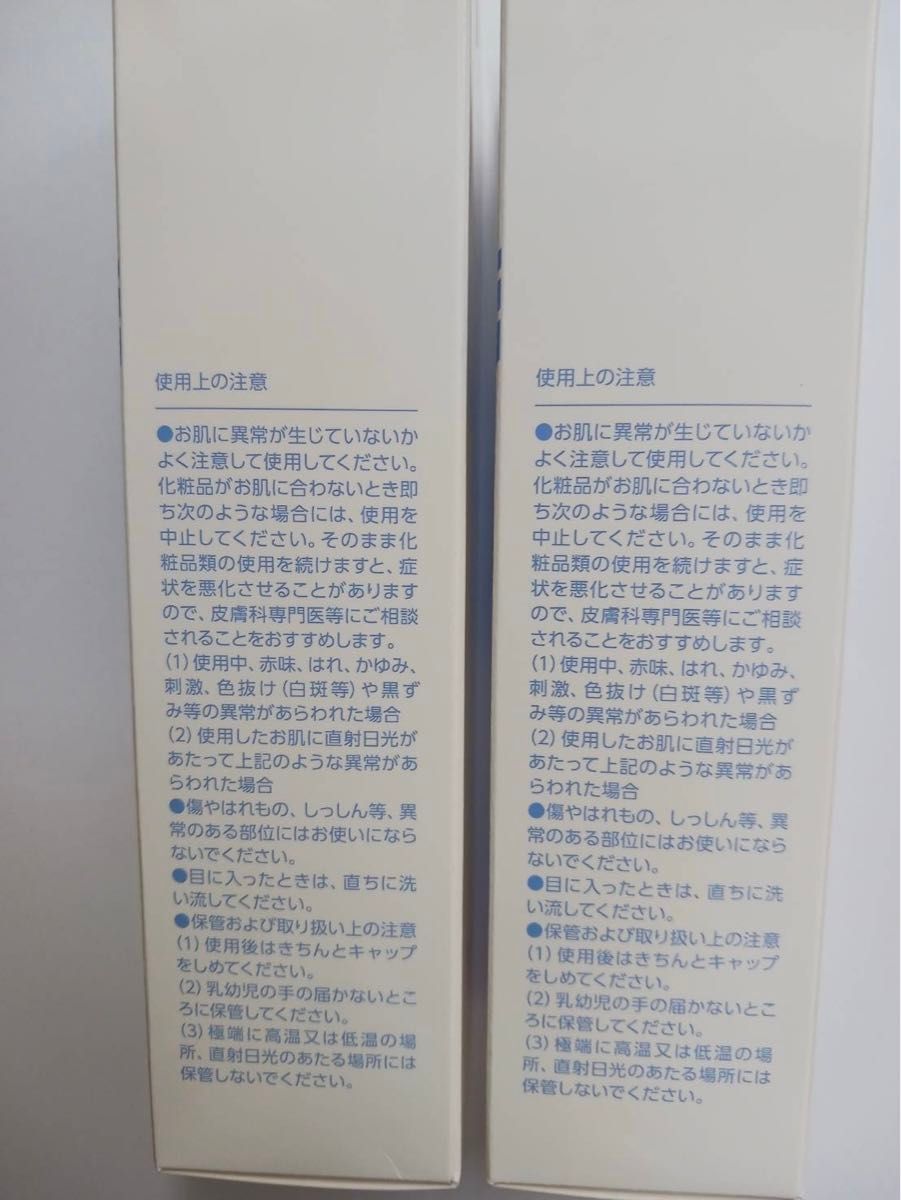 使用上の注意
●お肌に異常が生じていないか
よく注意して使用してください。
化粧品がお肌に合わないとき即
ち次のような場合には、使用を
中止してください。そのまま化
粧品類の使用を続けますと、症
状を悪化させることがあります
ので、皮膚科専門医等にご相談
されることをおすすめします。
(1)使用中、赤味、はれ、かゆみ、
刺激、色抜け(白斑等)や黒ず
み等の異常があらわれた場合
(2)使用したお肌に直射日光が
あたって上記のような異常があ
らわれた場合
●傷やはれもの、しっしん等、異
常のある部位にはお使いになら
ないでください。
●目に入ったときは、直ちに洗
い流してください。
●保管および取り扱い上の注意
(1)使用後はきちんとキャップ
をしめてください。
(2)乳幼児の手の届かないとこ
ろに保管してください。
(3)極端に高温又は低温の場
所、直射日光のあたる場所には
保管しないでください。
使用上の注意
●お肌に異常が生じていないか
よく注意して使用してください。
化粧品がお肌に合わないとき即
ち次のような場合には、使用を
中止してください。そのまま化
粧品類の使用を続けますと、症
状を悪化させることがあります
ので、皮膚科専門医等にご相談
されることをおすすめします。
(1)使用中、赤味、はれ、かゆみ、
刺激、色抜け(白斑等)や黒ず
み等の異常があらわれた場合
(2)使用したお肌に直射日光が
あたって上記のような異常があ
らわれた場合
●傷やはれもの、しっしん等、異
常のある部位にはお使いになら
ないでください。
●目に入ったときは、直ちに洗
い流してください。
●保管および取り扱い上の注意
(1)使用後はきちんとキャップ
をしめてください。
(2)乳幼児の手の届かないとこ
ろに保管してください。
(3)極端に高温又は低温の場
所、直射日光のあたる場所には
保管しないでください。